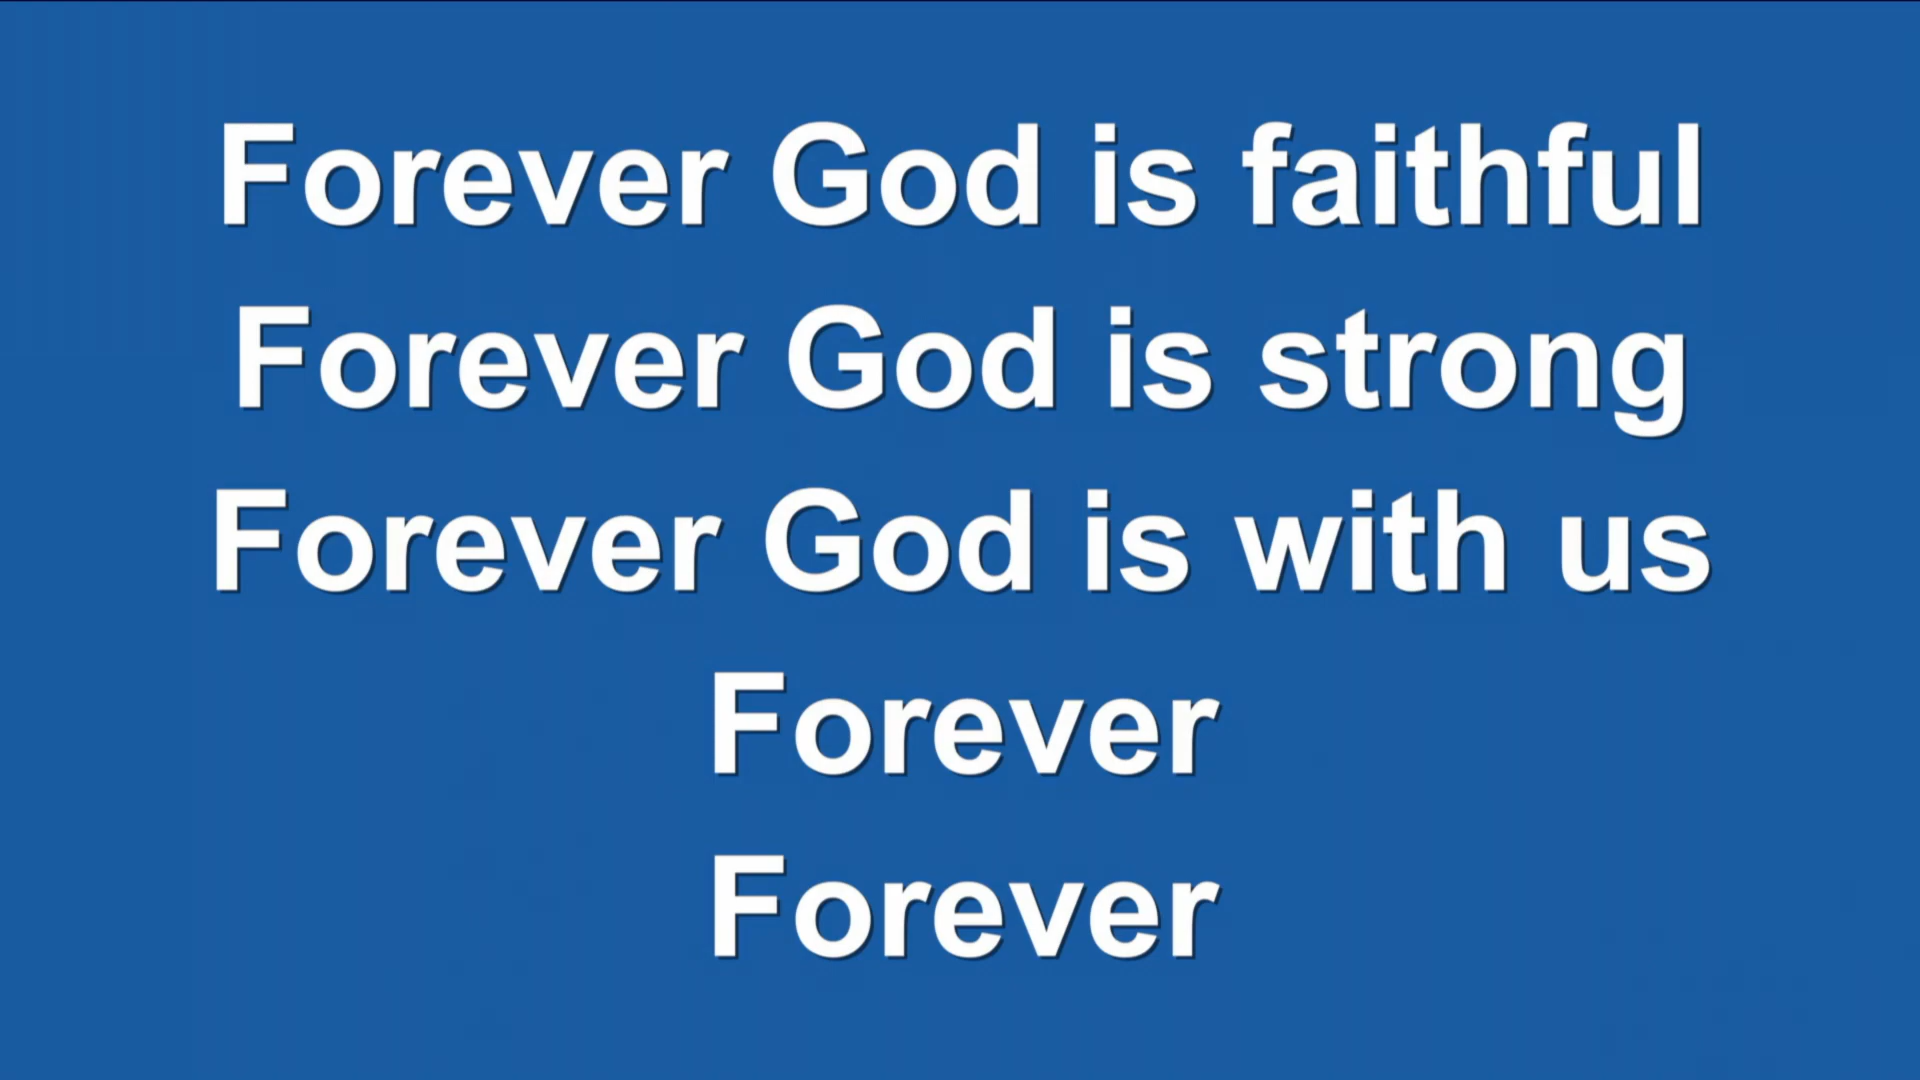 Forever God is faithful
Forever God is strong
Forever God is with us
Forever
Forever